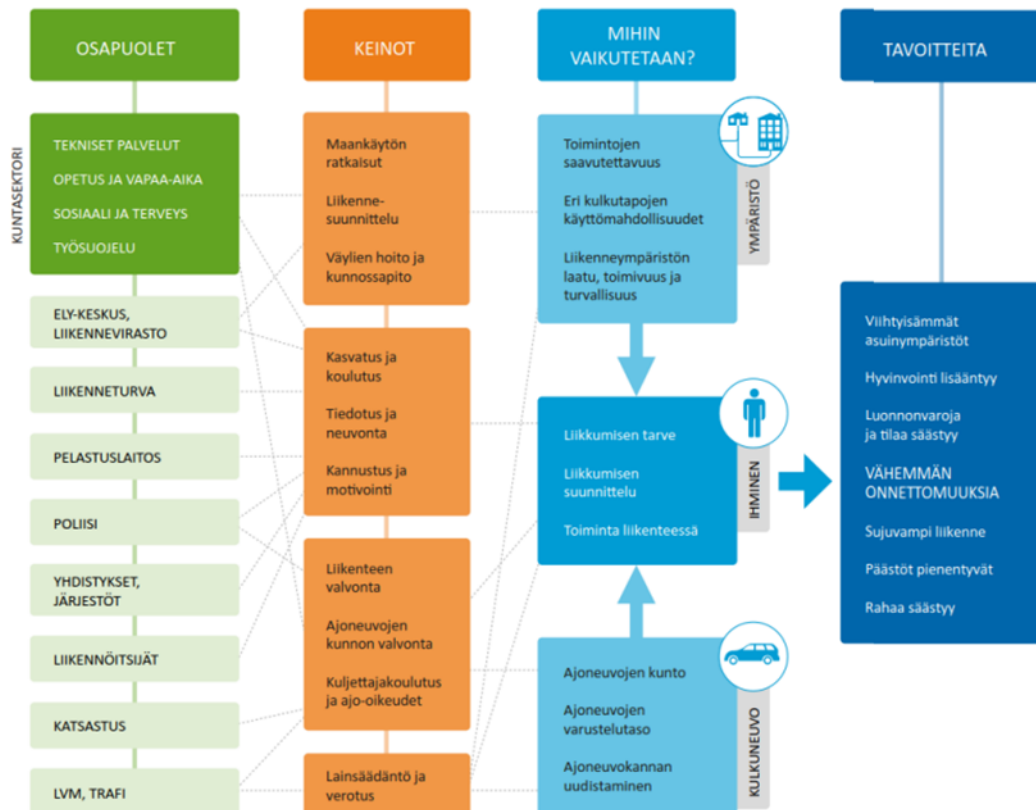 OSAPUOLET
KUNTASEKTORI
TEKNISET PALVELUT
OPETUS JA VAPAA-AIKA
SOSIAALI JA TERVEYS
TYÖSUOJELU
ELY-KESKUS,
LIIKENNEVIRASTO
LIIKENNETURVA
PELASTUSLAITOS
POLIISI
YHDISTYKSET,
JÄRJESTÖT
LIIKENNÖITSIJÄT
KATSASTUS
LVM, TRAFI
KEINOT
Maankäytön
ratkaisut
Liikenne-
suunnittelu
Väylien hoito ja
kunnossapito
Kasvatus ja
koulutus
Tiedotus ja
neuvonta
Kannustus ja
motivointi
Liikenteen
valvonta
Ajoneuvojen
kunnon valvonta
Kuljettajakoulutus
ja ajo-oikeudet
Lainsäädäntö ja
verotus
MIHIN
VAIKUTETAAN?
Toimintojen
saavutettavuus
Eri kulkutapojen
käyttömahdollisuudet
Liikenneympäristön
laatu, toimivuus ja
turvallisuus
YMPÄRISTÖ
Liikkumisen tarve
Liikkumisen
suunnittelu
Toiminta liikenteessä
IHMINEN
Ajoneuvojen kunto
Ajoneuvojen
varustelutaso
Ajoneuvokannan
uudistaminen
KULKUNEUVO
TAVOITTEITA
Viihtyisämmät
asuinympäristöt
Hyvinvointi lisääntyy
Luonnonvaroja
ja tilaa säästyy
VÄHEMMÄN
ONNETTOMUUKSIA
Sujuvampi liikenne
Päästöt pienentyvät
Rahaa säästyy